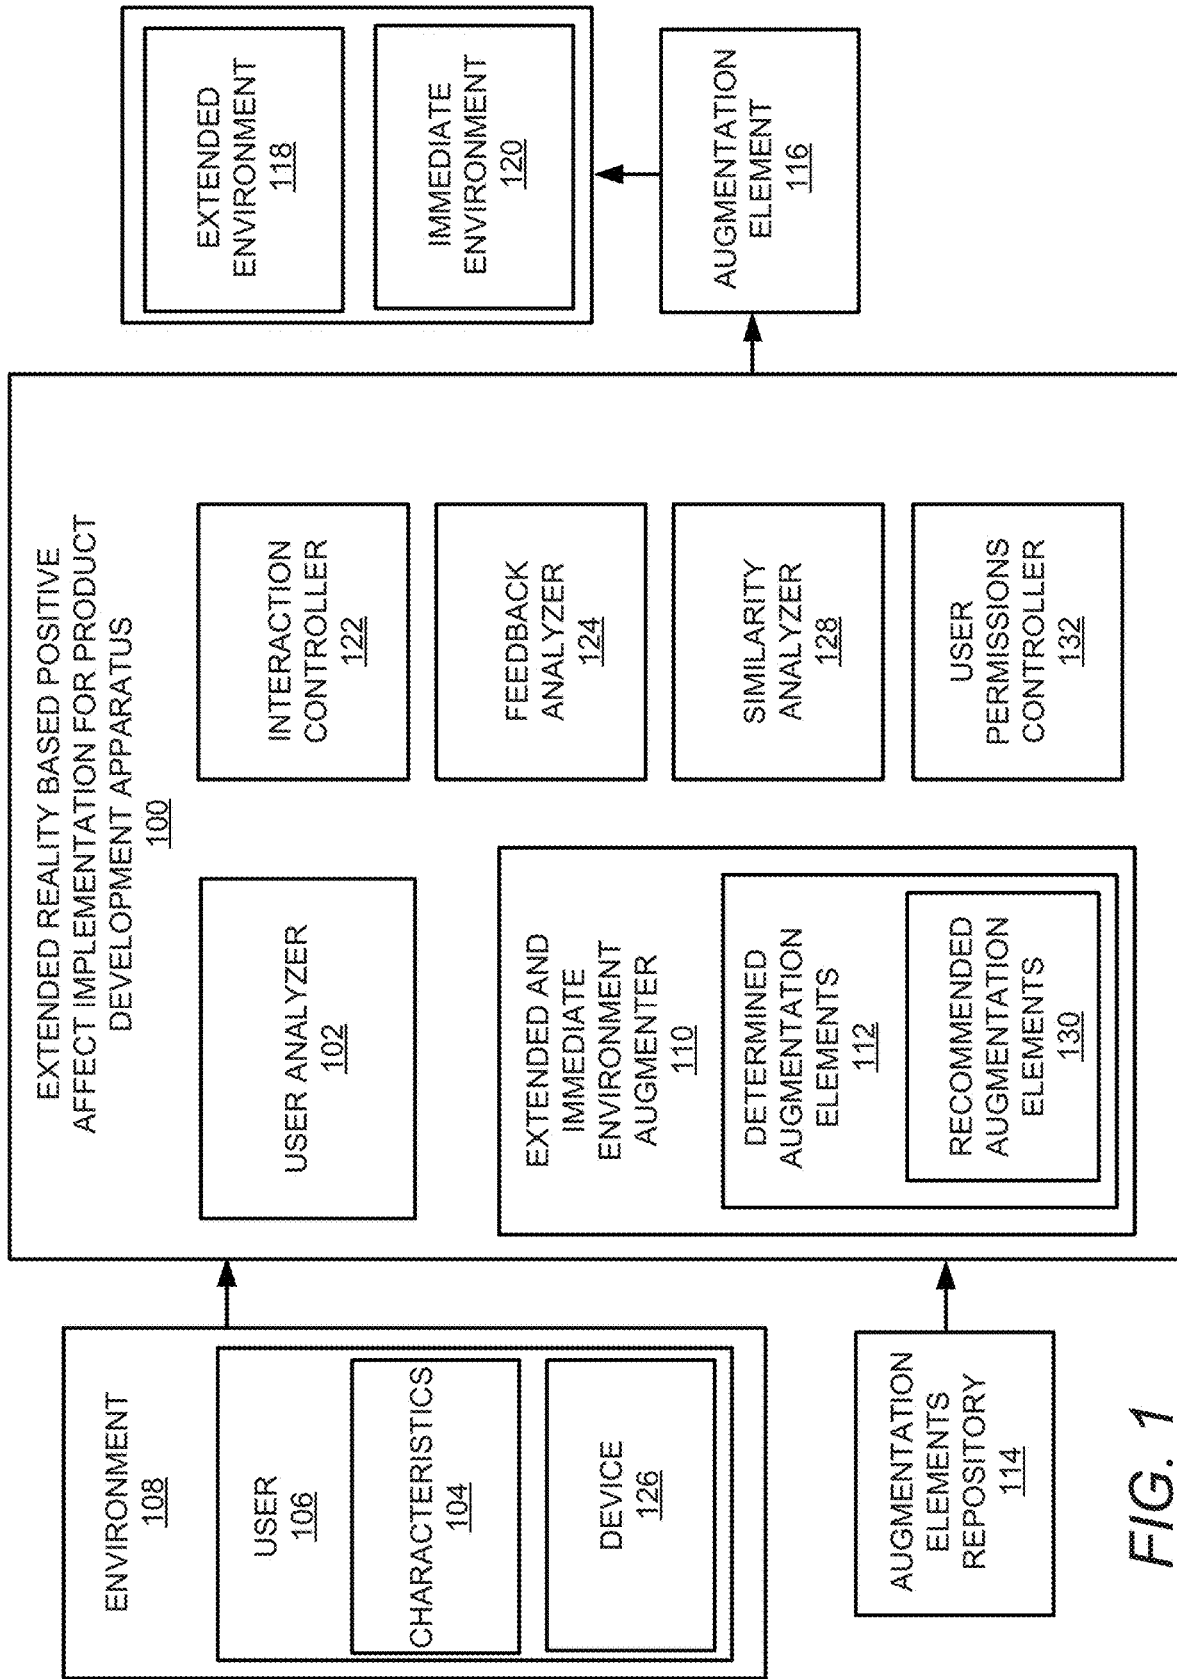 ENVIRONMENT
108
USER
106
CHARACTERISTICS
104
DEVICE
126
AUGMENTATION
ELEMENTS
REPOSITORY
114
EXTENDED REALITY BASED POSITIVE
AFFECT IMPLEMENTATION FOR PRODUCT
DEVELOPMENT APPARATUS
100
USER ANALYZER
102
EXTENDED AND
IMMEDIATE
ENVIRONMENT
AUGMENTER
110
DETERMINED
AUGMENTATION
ELEMENTS
112
RECOMMENDED
AUGMENTATION
ELEMENTS
130
INTERACTION
CONTROLLER
122
FEEDBACK
ANALYZER
124
SIMILARITY
ANALYZER
128
USER
PERMISSIONS
CONTROLLER
132
EXTENDED
ENVIRONMENT
118
IMMEDIATE
ENVIRONMENT
120
AUGMENTATION
ELEMENT
116
FIG. 1